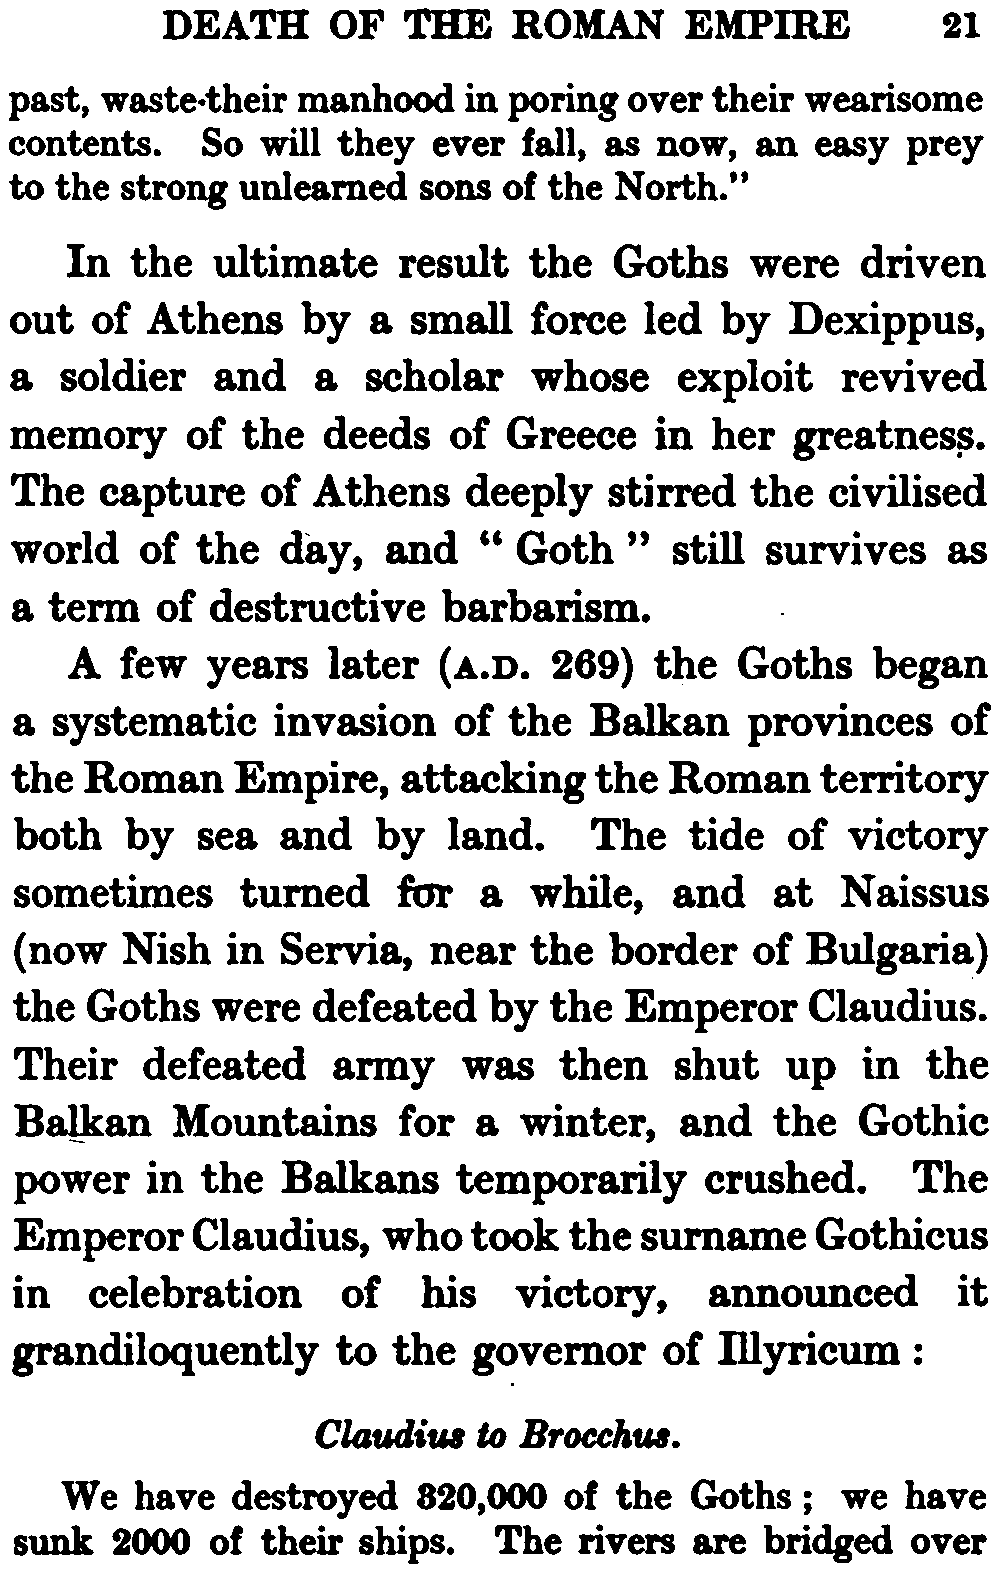 DEATH OF THE ROMAN EMPIRE 21
past, waste·their manhood in poring over their wearisome
contents. So will they ever fall, as now, an easy prey
to the strong unlearned sons of the North."
In the ultimate result the Goths were driven
out of Athens by a small force led by Dexippus,
a soldier and a scholar whose exploit revived
memory of the deeds of Greece in her greatness.
The capture of Athens deeply stirred the civilised
world of the day, and " Goth " still survives as
a term of destructive barbarism.
A few years later (A.D. 269) the Goths began
a systematic invasion of the Balkan provinces of
the Roman Empire, attacking the Roman territory
both by sea and by land. The tide of victory
sometimes turned for a while, and at Naissus
(now Nish in Servia, near the border of Bulgaria)
the Goths were defeated by the Emperor Claudius.
Their defeated army was then shut up in the
Balkan Mountains for a winter, and the Gothic
power in the Balkans temporarily crushed. The
Emperor Claudius, who took the surname Gothicus
in celebration of his victory, announced it
grandiloquently to the governor of Illyricum :
Claudius to Brocchus.
We have destroyed 320,000 of the Goths ; we have
sunk 2000 of their ships. The rivers are bridged over